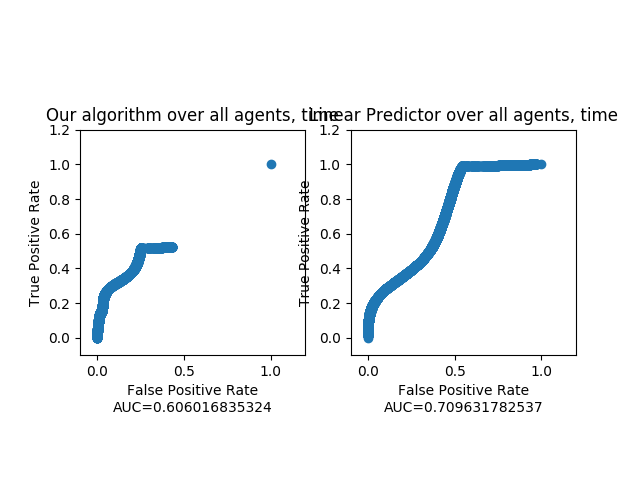 Our algorithm over all agents, time
1.2
1.0
0.8
0.6
0.4
0.2
0.0
True Positive Rate
0.0 0.5 1.0
False Positive Rate
AUC=0.606016835324
Linear Predictor over all agents, time
1.2
1.0
0.8
0.6
0.4
0.2
0.0
True Positive Rate
0.0 0.5 1.0
False Positive Rate
AUC=0.709631782537